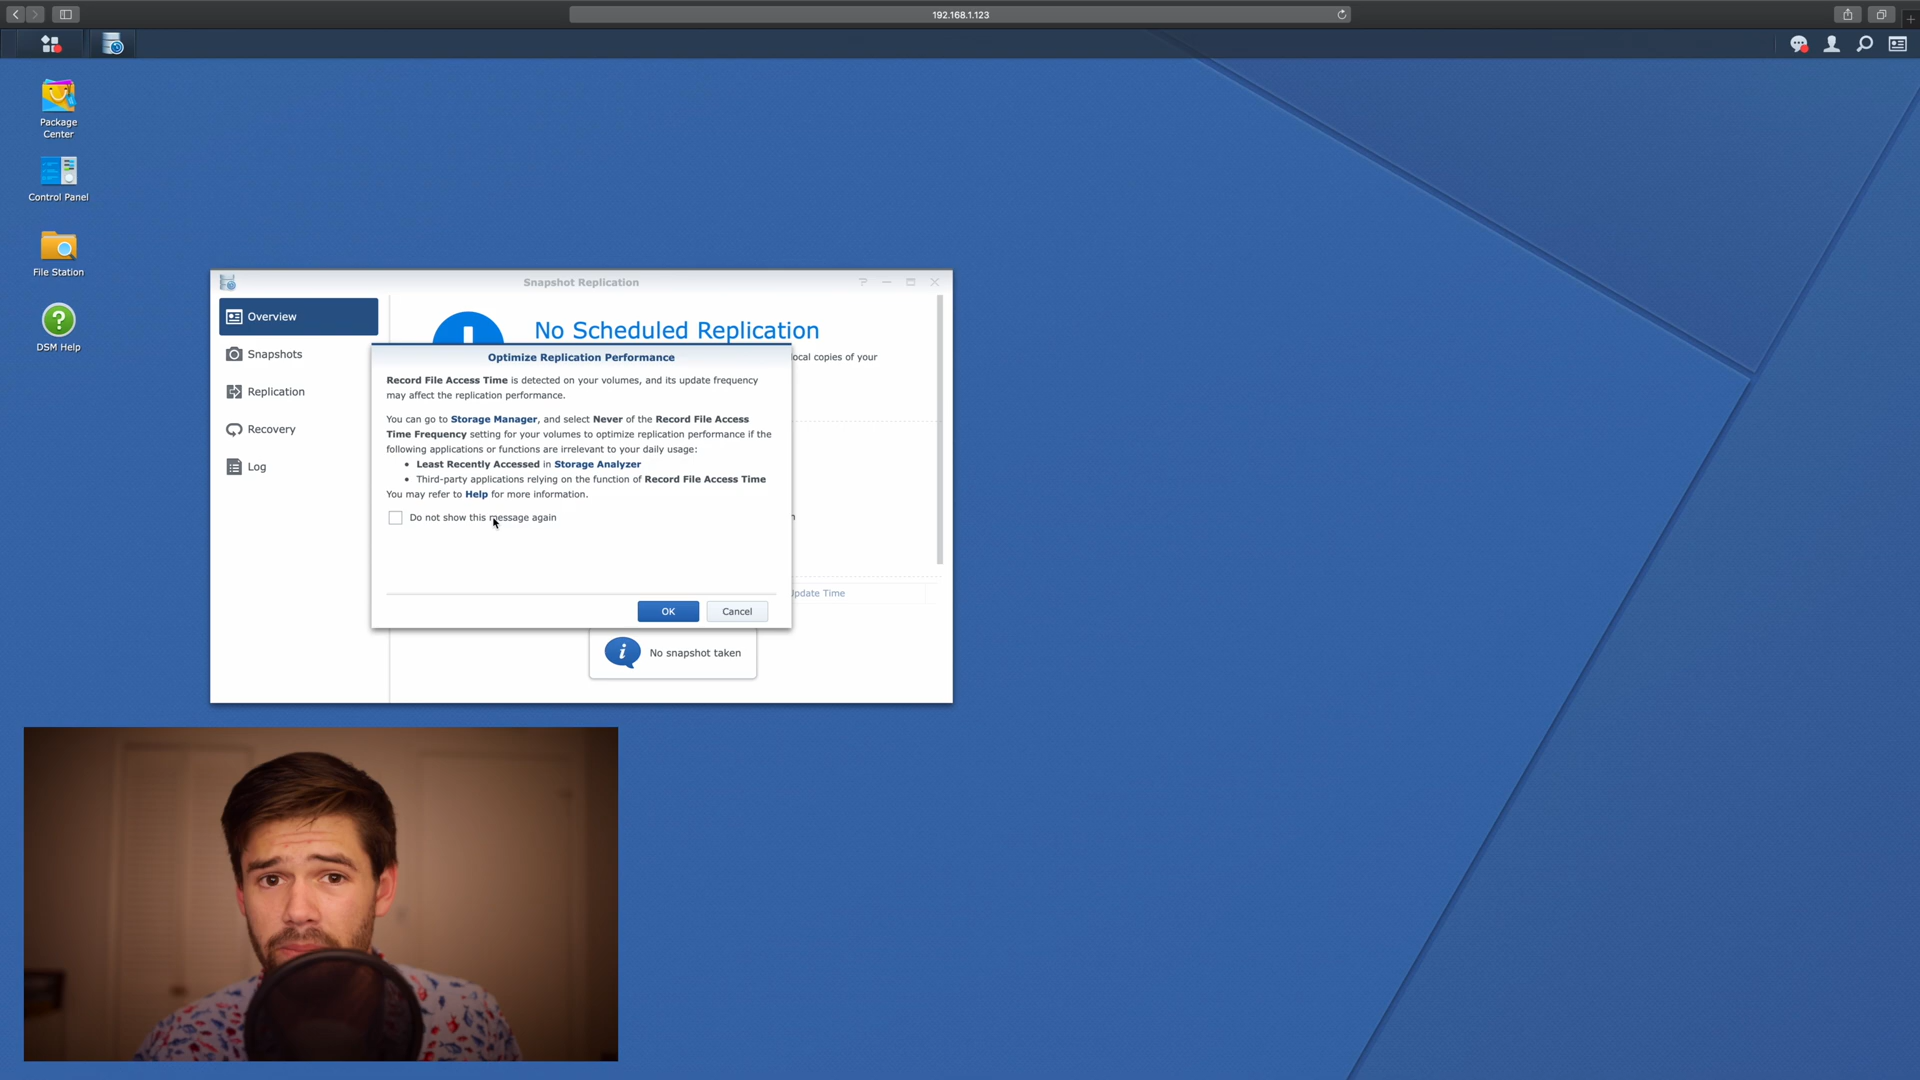 192.168.1.123
Package
Center
Control Panel
File Station
DSM Help
Snapshot Replication
Overview
Snapshots
Replication
Recovery
Log
No Scheduled Replication
local copies of your
Optimize Replication Performance
Record File Access Time is detected on your volumes, and its update frequency
may affect the replication performance.
You can go to Storage Manager, and select Never of the Record File Access
Time Frequency setting for your volumes to optimize replication performance if the
following applications or functions are irrelevant to your daily usage:
• Least Recently Accessed in Storage Analyzer
• Third-party applications relying on the function of Record File Access Time
You may refer to Help for more information.
Do not show this message again
OK
Cancel
Update Time
No snapshot taken